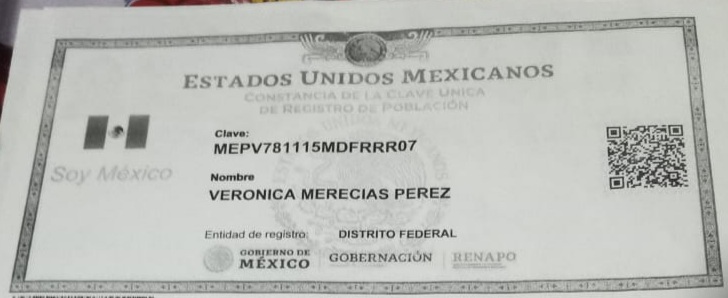 ESTADOS UNIDOS MEXICANOS
CONSTANCIA DE LA CLAVE ÚNICA
DE REGISTRO DE POBLACIÓN
Soy México
Clave:
MEPV781115MDFRRR07
Nombre
VERONICA MERECIAS PEREZ
Entidad de registro: DISTRITO FEDERAL
GOBIERNO DE
MÉXICO
GOBERNACIÓN
RENAPO